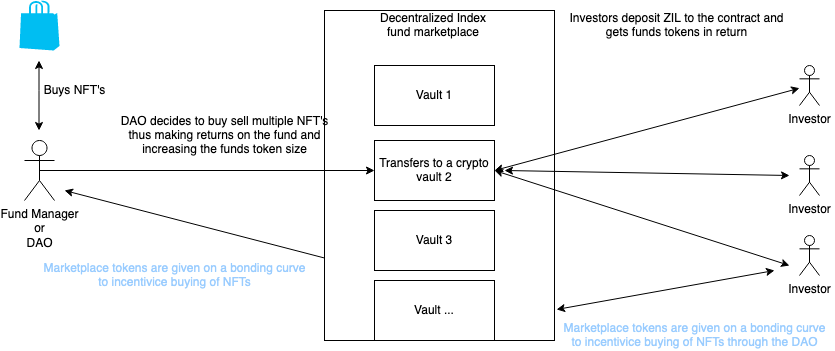 Decentralized Index
fund marketplace
Investors deposit ZIL to the contract and
gets funds tokens in return
Buys NFT's
Vault 1
Investor
DAO decides to buy sell multiple NFT's
thus making returns on the fund and
increasing the funds token size
Transfers to a crypto
vault 2
Investor
Fund Manager
or
DAO
Vault 3
Marketplace tokens are given on a bonding curve
to incentivice buying of NFTs
Investor
Vault ...
Marketplace tokens are given on a bonding curve
to incentivice buying of NFTs through the DAO